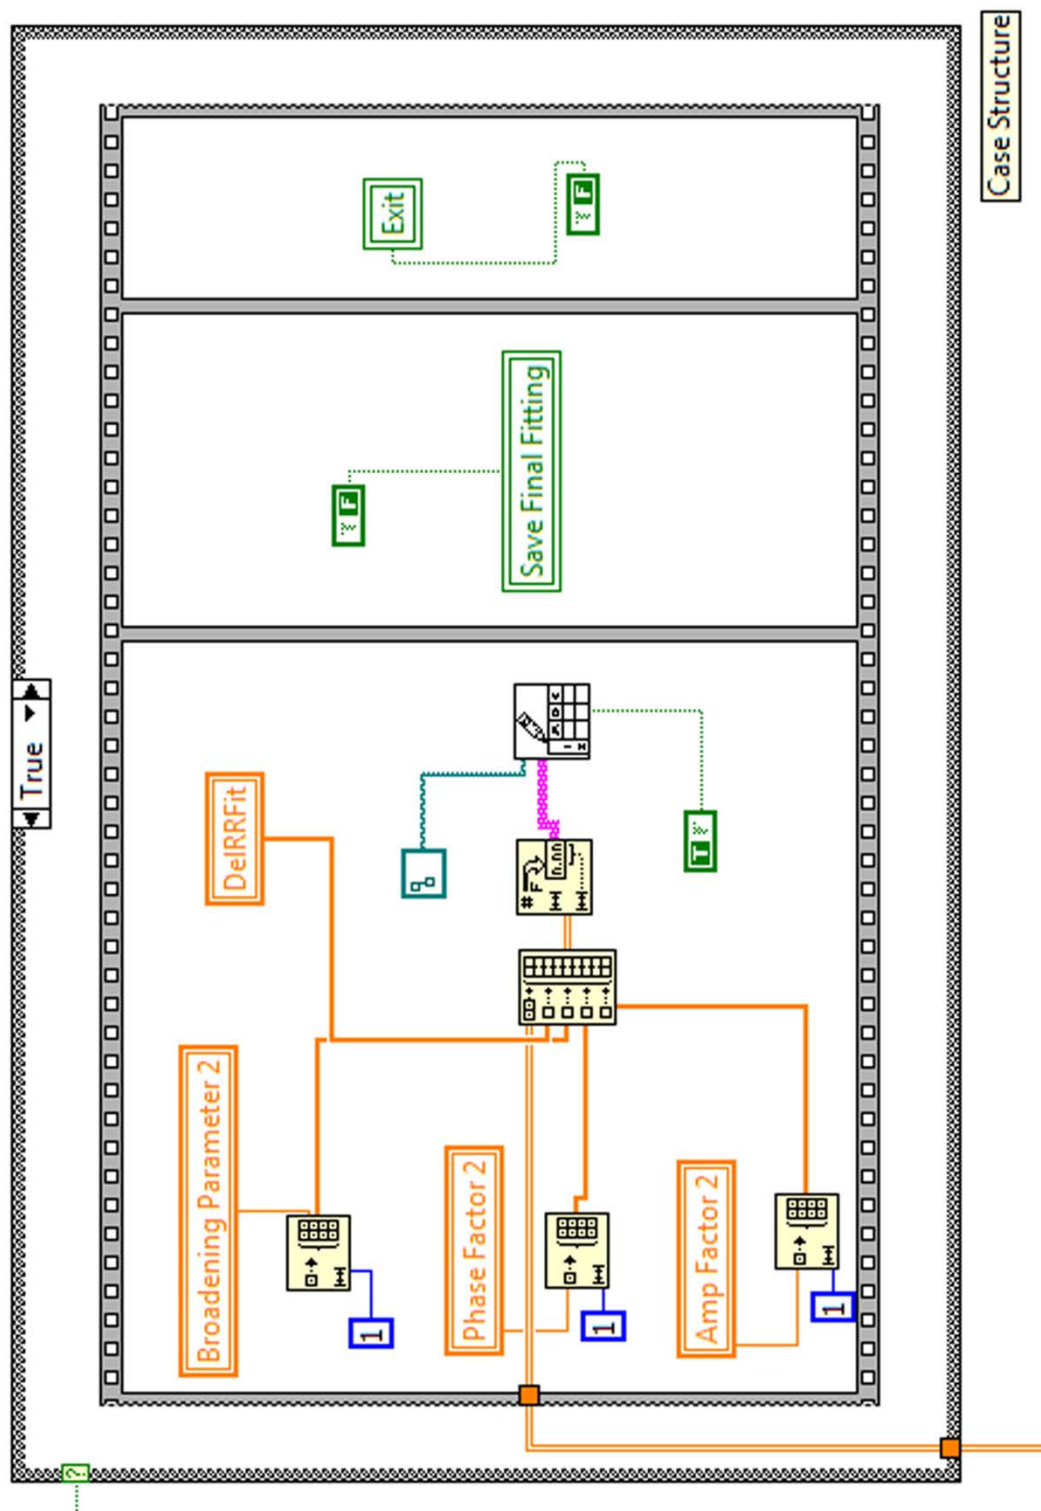 True
Broadening Parameter 2
DelRRFit
1
Phase Factor 2
1
Amp Factor 2
1
# F
T
F
Save Final Fitting
Exit
F
?
Case Structure